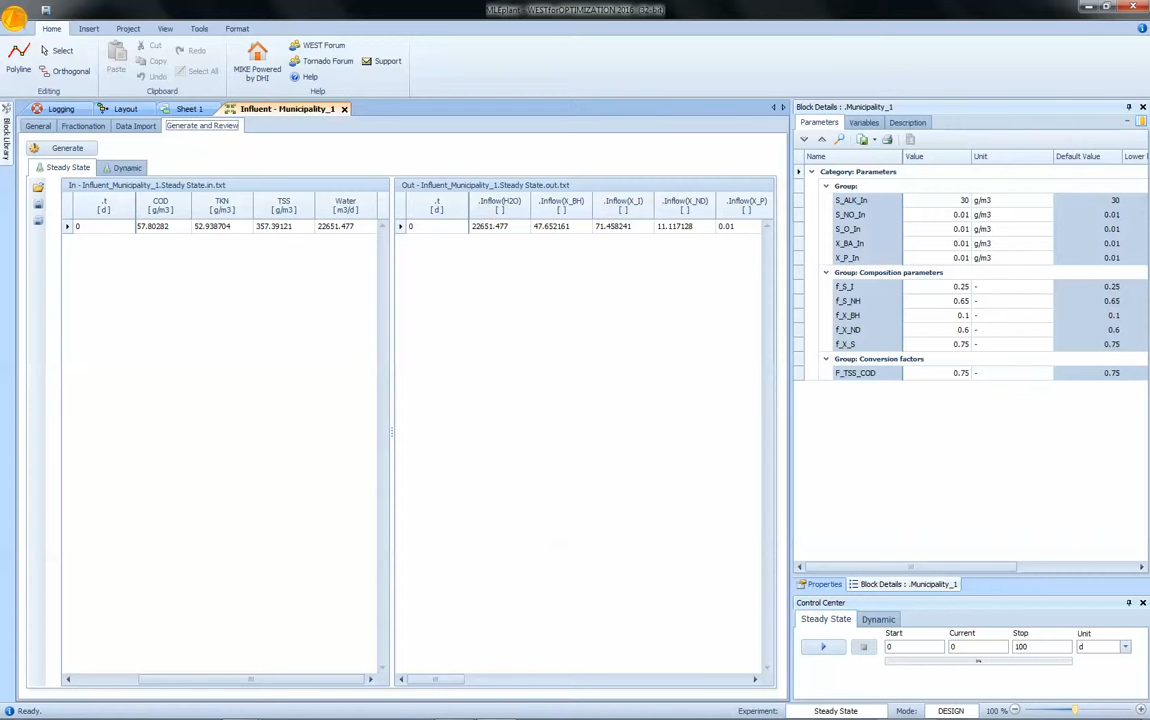 MLEplant - WESTforOPTIMIZATION 2016 (32-bit)
Home Insert Project View Tools Format
Polyline Select Orthogonal
Editing
Paste Cut Copy Undo Redo Select All
Clipboard
MIKE Powered by DHI
WEST Forum
Tornado Forum Support
Help
Help
Block Library
Logging Layout Sheet 1 Influent - Municipality_1
General Fractionation Data Import Generate and Review
Generate
Steady State Dynamic
In - Influent_Municipality_1.Steady State.in.txt
.t COD TKN TSS Water
[ d ] [ g/m3 ] [ g/m3 ] [ g/m3 ] [ m3/d ]
0 57.80282 52.938704 357.39121 22651.477
Out - Influent_Municipality_1.Steady State.out.txt
.t .Inflow(H2O) .Inflow(X_BH) .Inflow(X_I) .Inflow(X_ND) .Inflow(X_P)
[ d ] [ ] [ ] [ ] [ ] [ ]
0 22651.477 47.652161 71.458241 11.117128 0.01
Block Details : .Municipality_1
Parameters Variables Description
Name Value Unit Default Value Lower
Category: Parameters
Group:
S_ALK_In 30 g/m3 30
S_NO_In 0.01 g/m3 0.01
S_O_In 0.01 g/m3 0.01
X_BA_In 0.01 g/m3 0.01
X_P_In 0.01 g/m3 0.01
Group: Composition parameters
f_S_I 0.25 - 0.25
f_S_NH 0.65 - 0.65
f_X_BH 0.1 - 0.1
f_X_ND 0.6 - 0.6
f_X_S 0.75 - 0.75
Group: Conversion factors
F_TSS_COD 0.75 - 0.75
Properties Block Details : .Municipality_1
Control Center
Steady State Dynamic
Start Current Stop Unit
0 0 100 d
Ready. Experiment: Steady State Mode: DESIGN 100 %